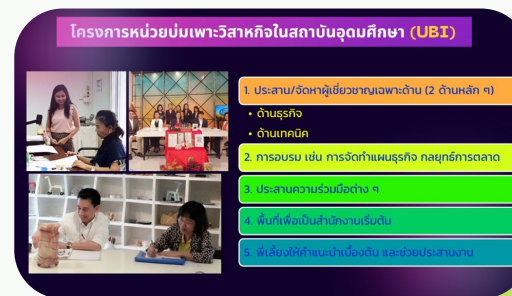 โครงการหน่วยบ่มเพาะวิสาหกิจในสถาบันอุดมศึกษา (UBI)
1. ประสาน/จัดหาผู้เชี่ยวชาญเฉพาะด้าน (2 ด้านหลัก ๆ)
• ด้านธุรกิจ
• ด้านเทคนิค
2. การอบรม เช่น การจัดทำแผนธุรกิจ กลยุทธ์การตลาด
3. ประสานความร่วมมือต่าง ๆ
4. พื้นที่เพื่อเป็นสำนักงานเริ่มต้น
5. พี่เลี้ยงให้คำแนะนำเบื้องต้น และช่วยประสานงาน